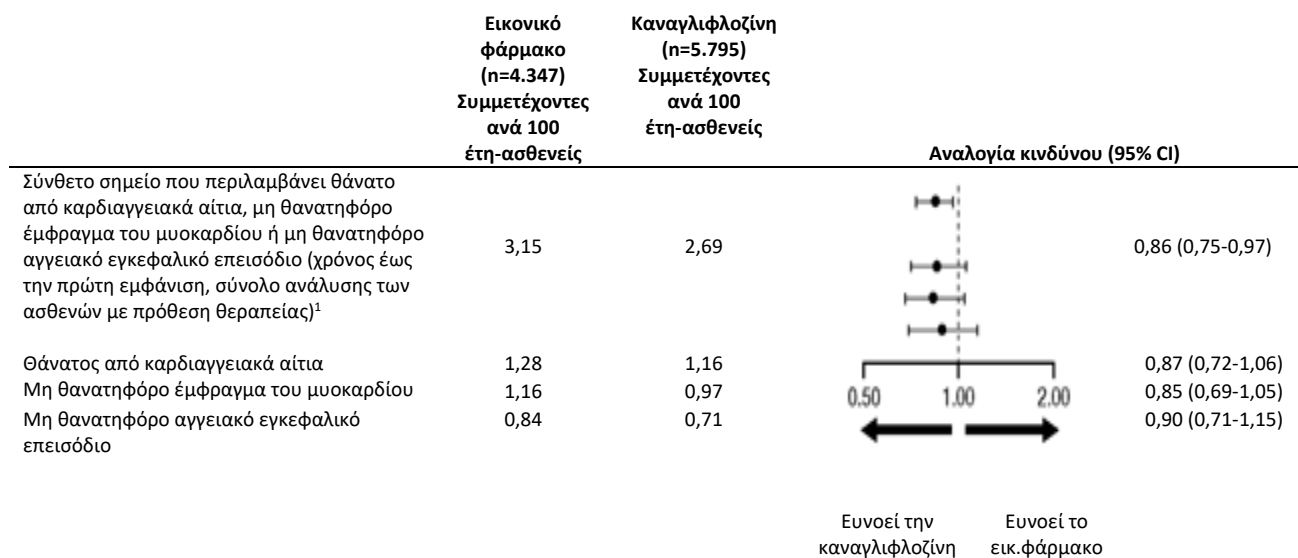 Εικονικό
φάρμακο
(n=4.347)
Συμμετέχοντες
ανά 100
έτη-ασθενείς
Καναγλιφλοζίνη
(n=5.795)
Συμμετέχοντες
ανά 100
έτη-ασθενείς
Αναλογία κινδύνου (95% CI)
Σύνθετο σημείο που περιλαμβάνει θάνατο
από καρδιαγγειακά αίτια, μη θανατηφόρο
έμφραγμα του μυοκαρδίου ή μη θανατηφόρο
αγγειακό εγκεφαλικό επεισόδιο (χρόνος έως
την πρώτη εμφάνιση, σύνολο ανάλυσης των
ασθενών με πρόθεση θεραπείας)¹
3,15
2,69
0,86 (0,75-0,97)
Θάνατος από καρδιαγγειακά αίτια
1,28
1,16
0,87 (0,72-1,06)
Μη θανατηφόρο έμφραγμα του μυοκαρδίου
1,16
0,97
0,85 (0,69-1,05)
Μη θανατηφόρο αγγειακό εγκεφαλικό
επεισόδιο
0,84
0,71
0,90 (0,71-1,15)
0.50 1.00 2.00
Ευνοεί την
καναγλιφλοζίνη
Ευνοεί το
εικ.φάρμακο